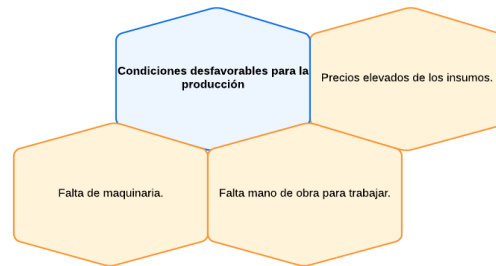 Condiciones desfavorables para la
producción
Precios elevados de los insumos.
Falta de maquinaria.
Falta mano de obra para trabajar.